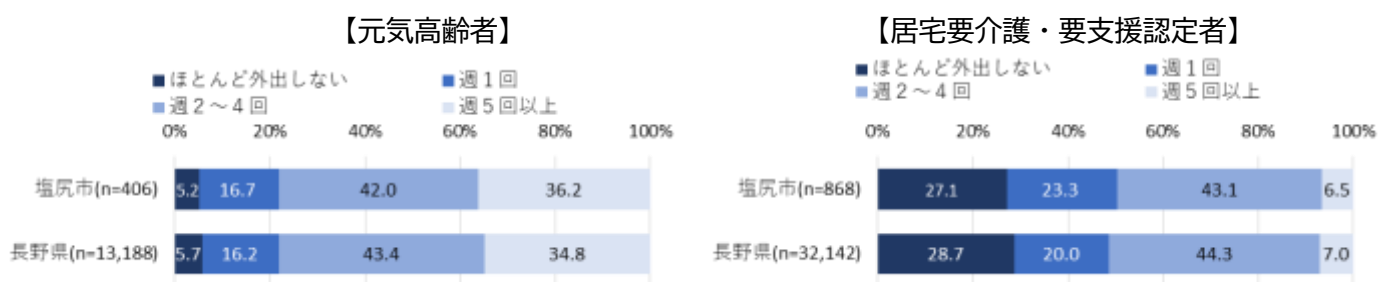 【元気高齢者】
■ほとんど外出しない ■週1回
■週2～4回 ■週5回以上
0% 20% 40% 60% 80% 100%
塩尻市(n=406) 5.2 16.7 42.0 36.2
長野県(n=13,188) 5.7 16.2 43.4 34.8
【居宅要介護・要支援認定者】
■ほとんど外出しない ■週1回
■週2～4回 ■週5回以上
0% 20% 40% 60% 80% 100%
塩尻市(n=868) 27.1 23.3 43.1 6.5
長野県(n=32,142) 28.7 20.0 44.3 7.0